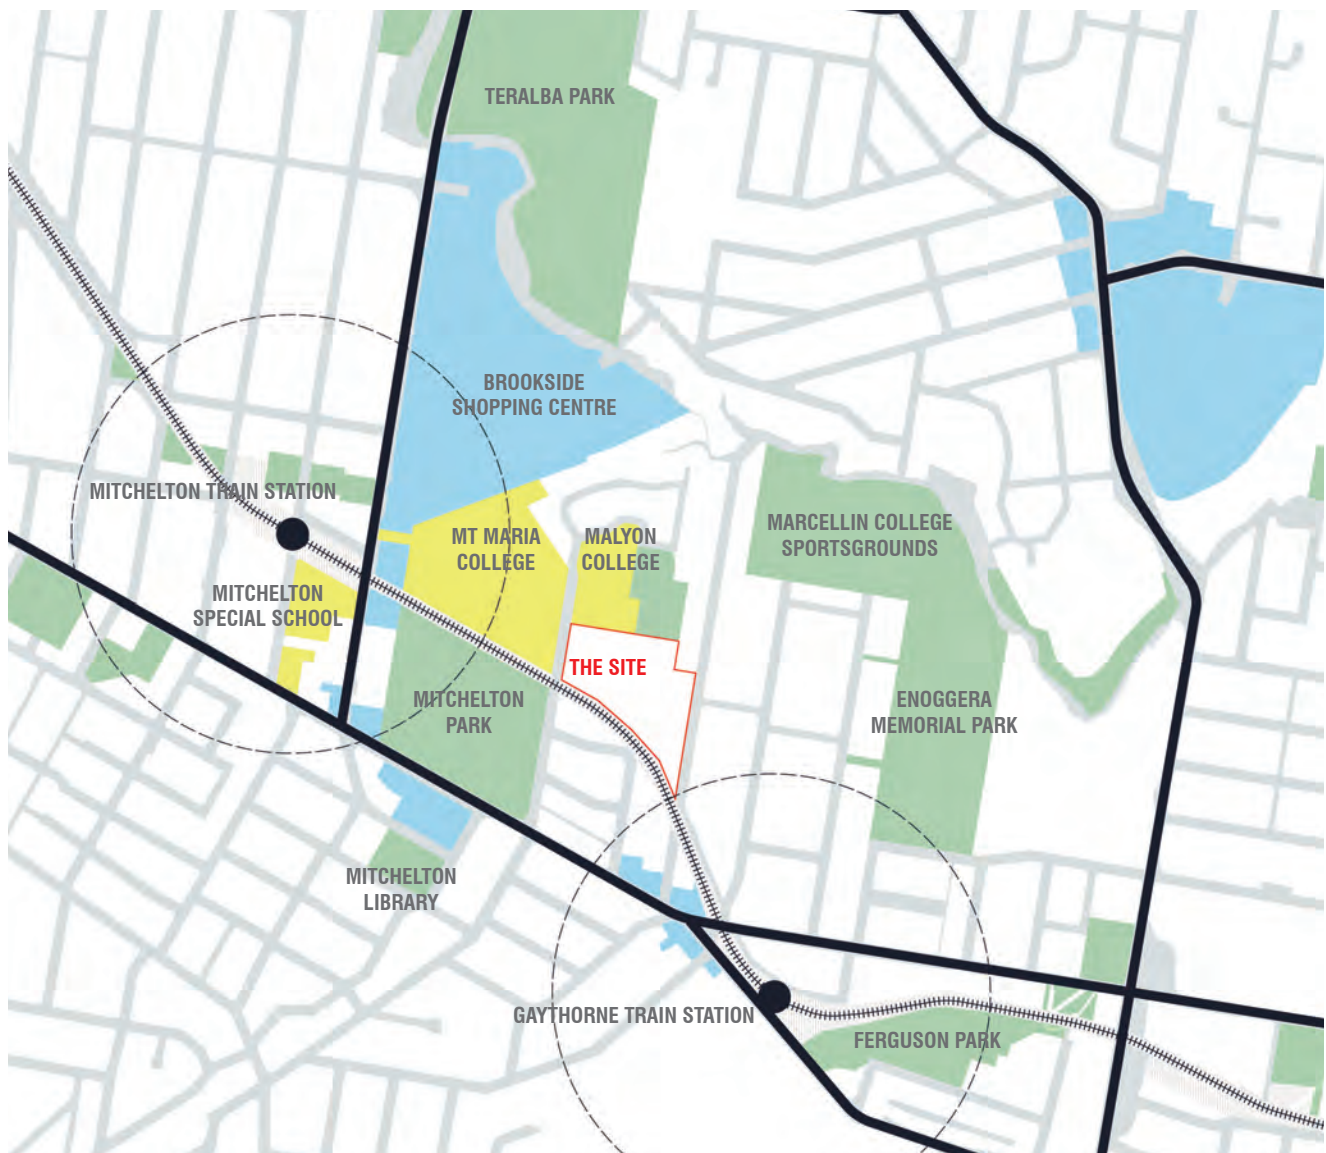 TERALBA PARK
BROOKSIDE
SHOPPING CENTRE
MITCHELTON TRAIN STATION
MT MARIA
COLLEGE
MALYON
COLLEGE
MARCELLIN COLLEGE
SPORTSGROUNDS
MITCHELTON
SPECIAL SCHOOL
THE SITE
MITCHELTON
PARK
ENOGGERA
MEMORIAL PARK
MITCHELTON
LIBRARY
GAYTHORNE TRAIN STATION
FERGUSON PARK